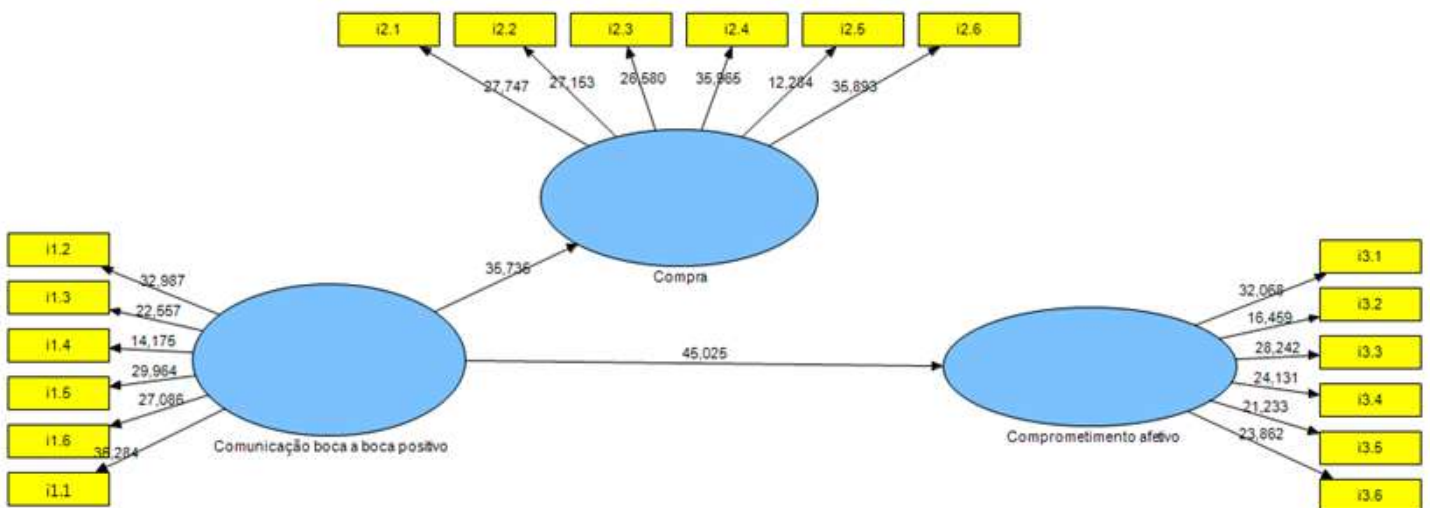 i2.1
i2.2
i2.3
i2.4
i2.5
i2.6
27,747
27,153
26,580
35,965
12,284
35,893
Compra
35,735
i1.2
i1.3
i1.4
i1.5
i1.6
i1.1
32,987
22,557
14,175
29,964
27,086
36,284
Comunicação boca a boca positivo
45,025
Comprometimento afetivo
32,068
16,459
28,242
24,131
21,233
23,862
i3.1
i3.2
i3.3
i3.4
i3.5
i3.6